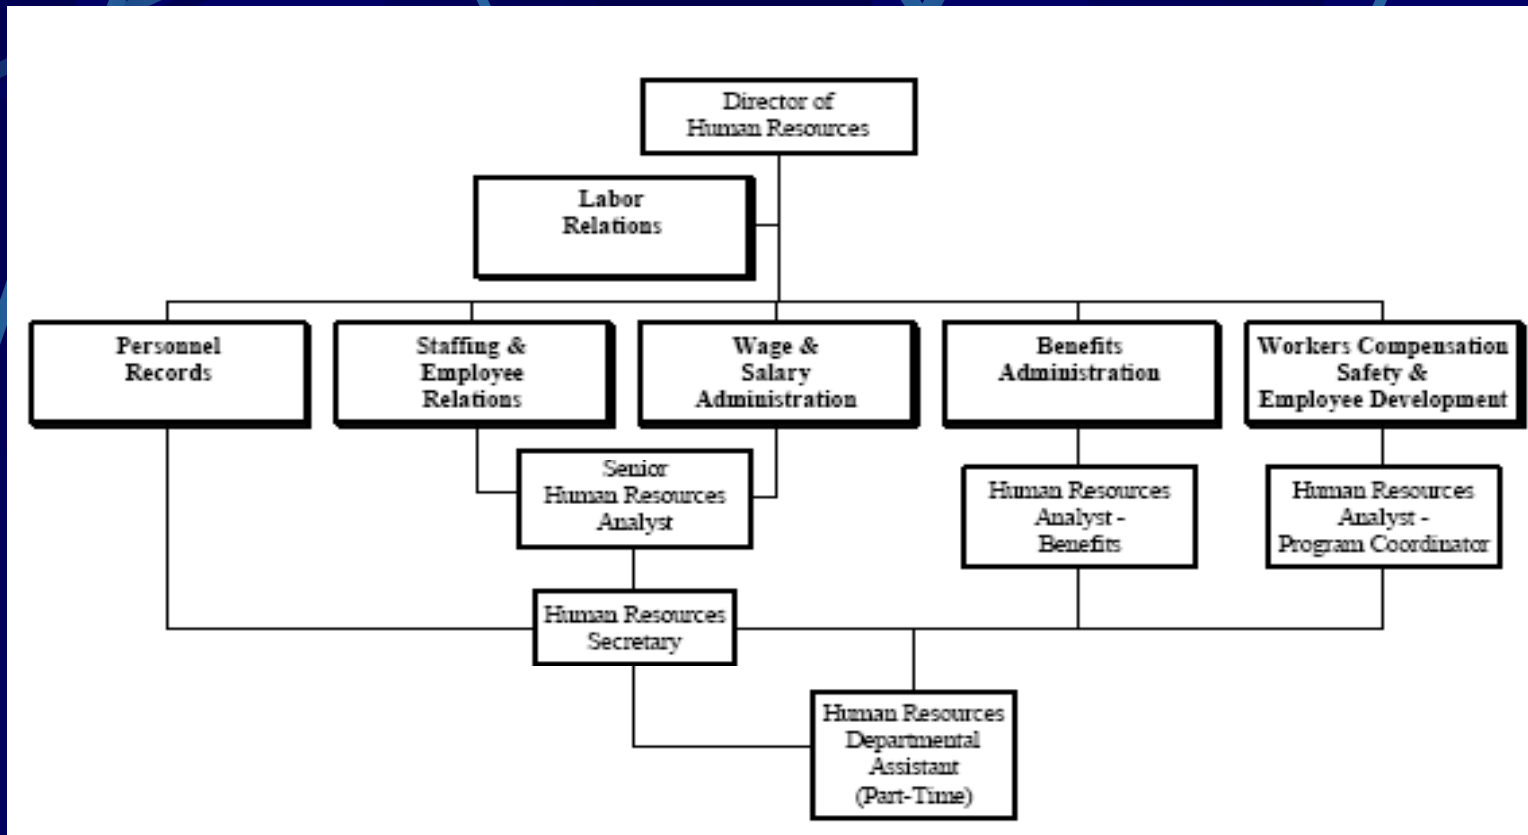 Director of
Human Resources
Labor
Relations
Personnel
Records
Staffing &
Employee
Relations
Wage &
Salary
Administration
Benefits
Administration
Workers Compensation
Safety &
Employee Development
Senior
Human Resources
Analyst
Human Resources
Analyst -
Benefits
Human Resources
Analyst -
Program Coordinator
Human Resources
Secretary
Human Resources
Departmental
Assistant
(Part-Time)